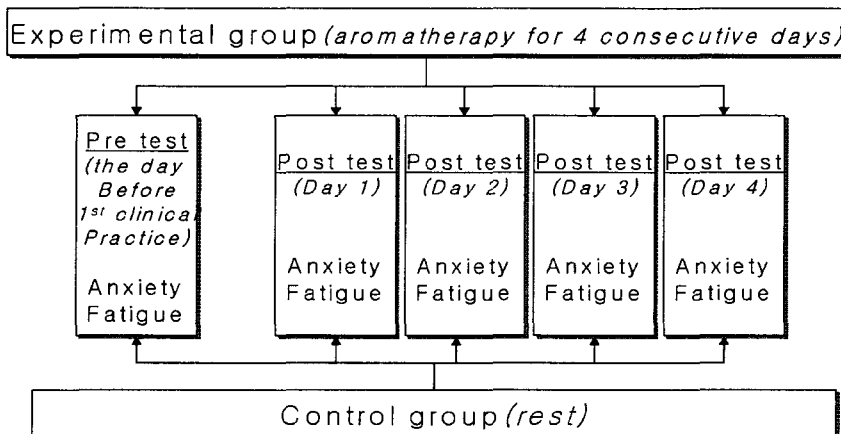 Experimental group (aromatherapy for 4 consecutive days)
Pre test
(the day
Before
1st clinical
Practice)
Anxiety
Fatigue
Post test
(Day 1)
Anxiety
Fatigue
Post test
(Day 2)
Anxiety
Fatigue
Post test
(Day 3)
Anxiety
Fatigue
Post test
(Day 4)
Anxiety
Fatigue
Control group (rest)